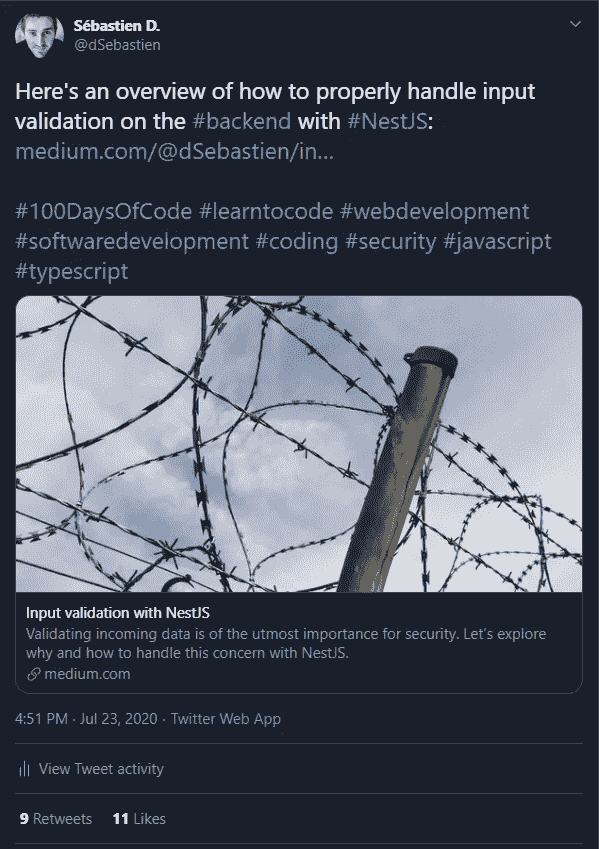 Sébastien D.
@dSebastien
Here's an overview of how to properly handle input
validation on the #backend with #NestJS:
medium.com/@dSebastien/in...
#100DaysOfCode #learntocode #webdevelopment
#softwaredevelopment #coding #security #javascript
#typescript
Input validation with NestJS
Validating incoming data is of the utmost importance for security. Let's explore
why and how to handle this concern with NestJS.
medium.com
4:51 PM · Jul 23, 2020 · Twitter Web App
View Tweet activity
9 Retweets 11 Likes